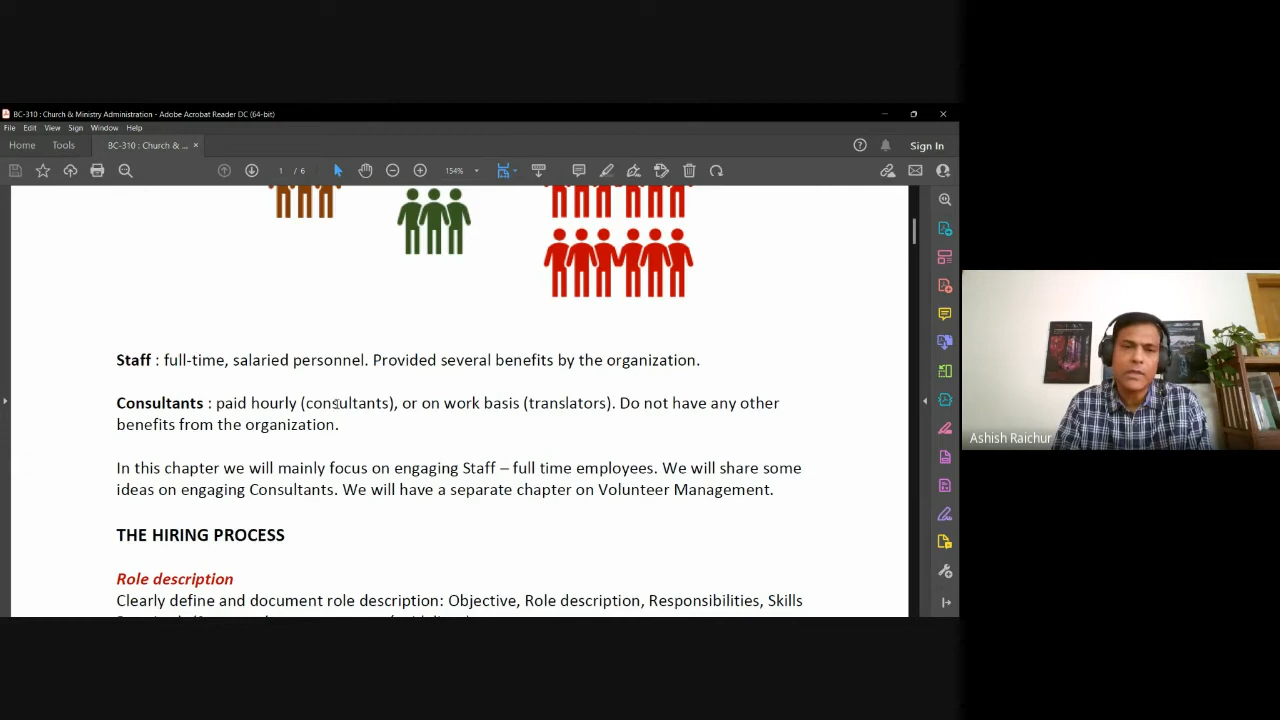 BC-310 : Church & Ministry Administration - Adobe Acrobat Reader DC (64-bit)
File Edit View Sign Window Help
Home Tools BC-310 : Church & ... × Sign In
1 / 6 154%
Staff : full-time, salaried personnel. Provided several benefits by the organization.
Consultants : paid hourly (consultants), or on work basis (translators). Do not have any other
benefits from the organization.
In this chapter we will mainly focus on engaging Staff – full time employees. We will share some
ideas on engaging Consultants. We will have a separate chapter on Volunteer Management.
THE HIRING PROCESS
Role description
Clearly define and document role description: Objective, Role description, Responsibilities, Skills
Ashish Raichur